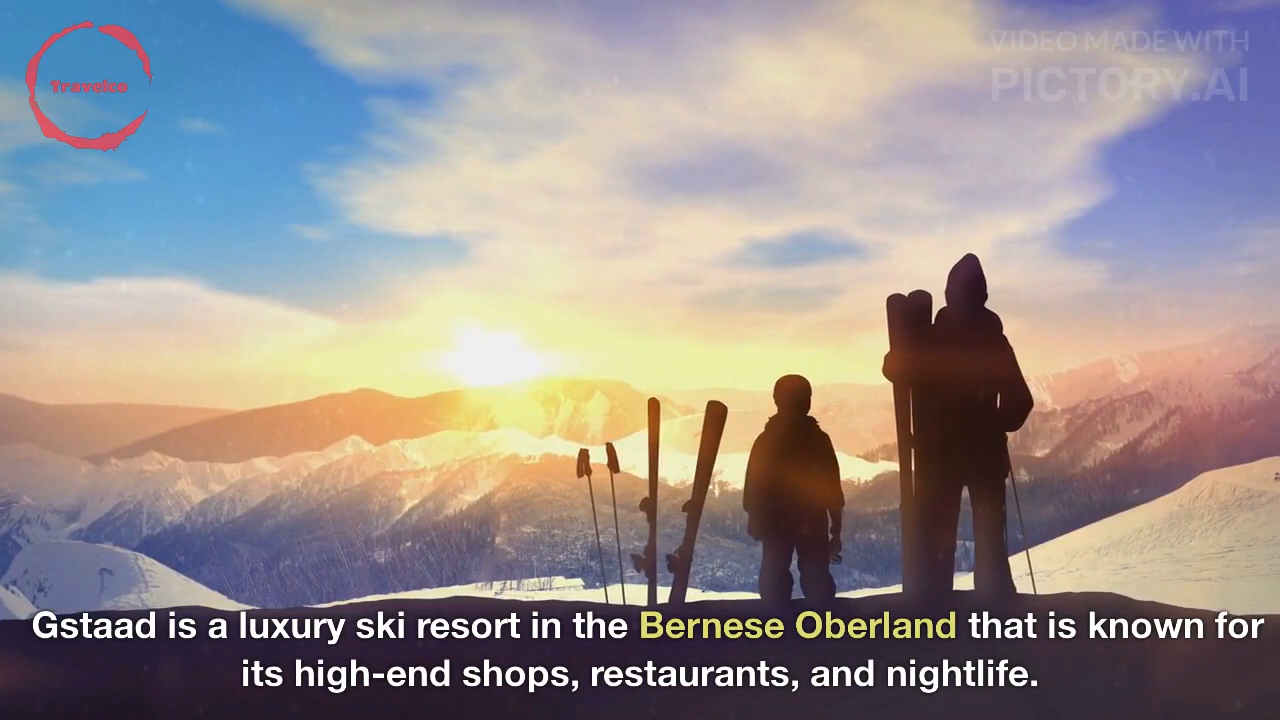 Travelco
VIDEO MADE WITH
PICTORY.AI
Gstaad is a luxury ski resort in the Bernese Oberland that is known for
its high-end shops, restaurants, and nightlife.